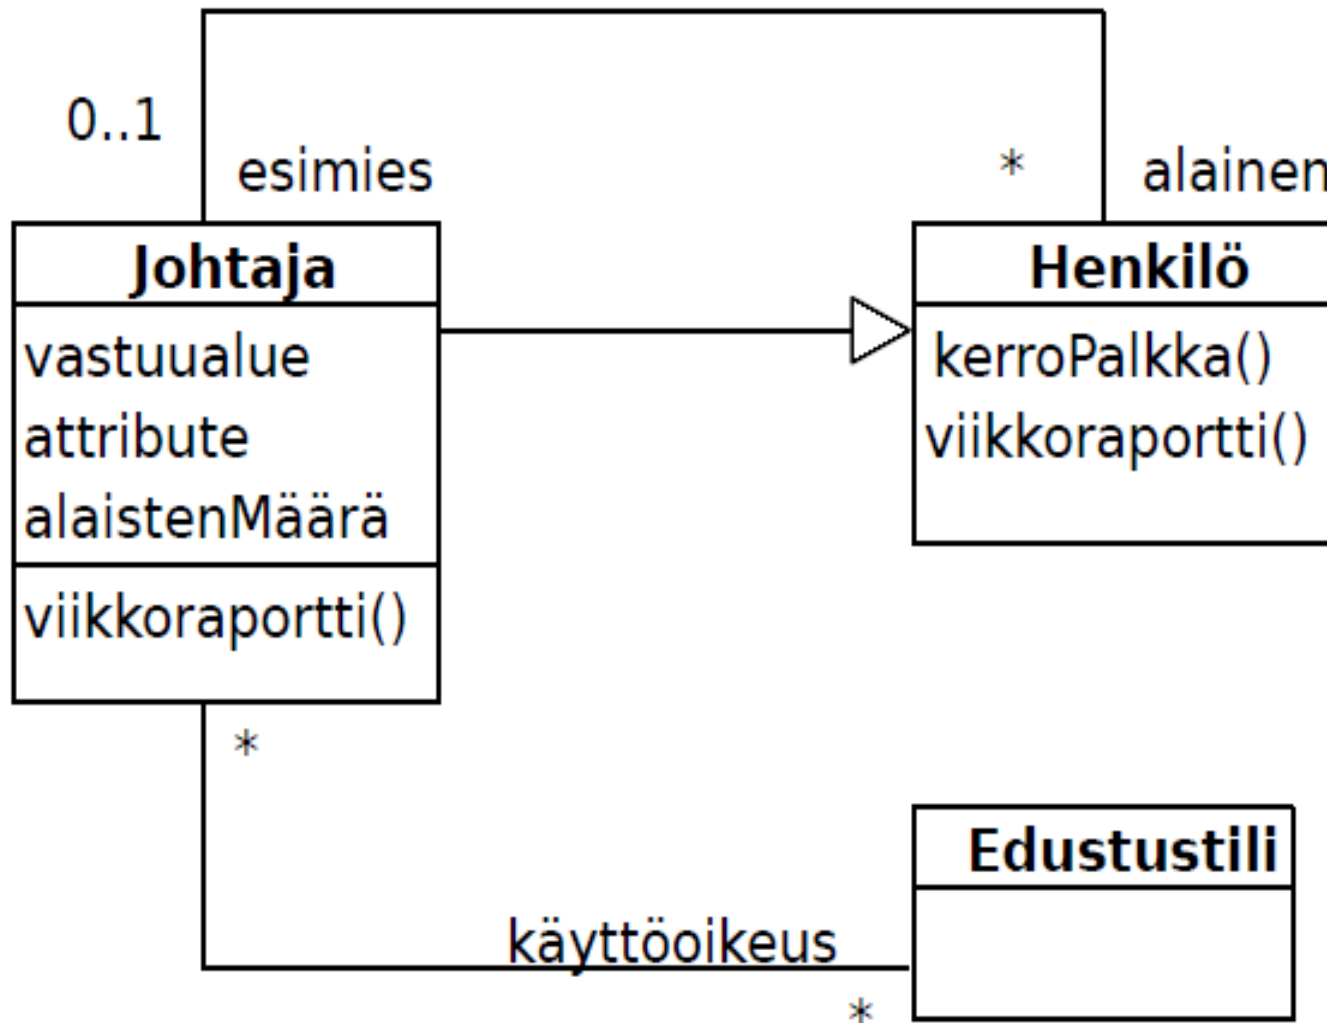 0..1
esimies
*
alainen
Johtaja
vastuualue
attribute
alaistenMäärä
viikkoraportti()
Henkilö
kerroPalkka()
viikkoraportti()
*
käyttöoikeus
*
Edustustili